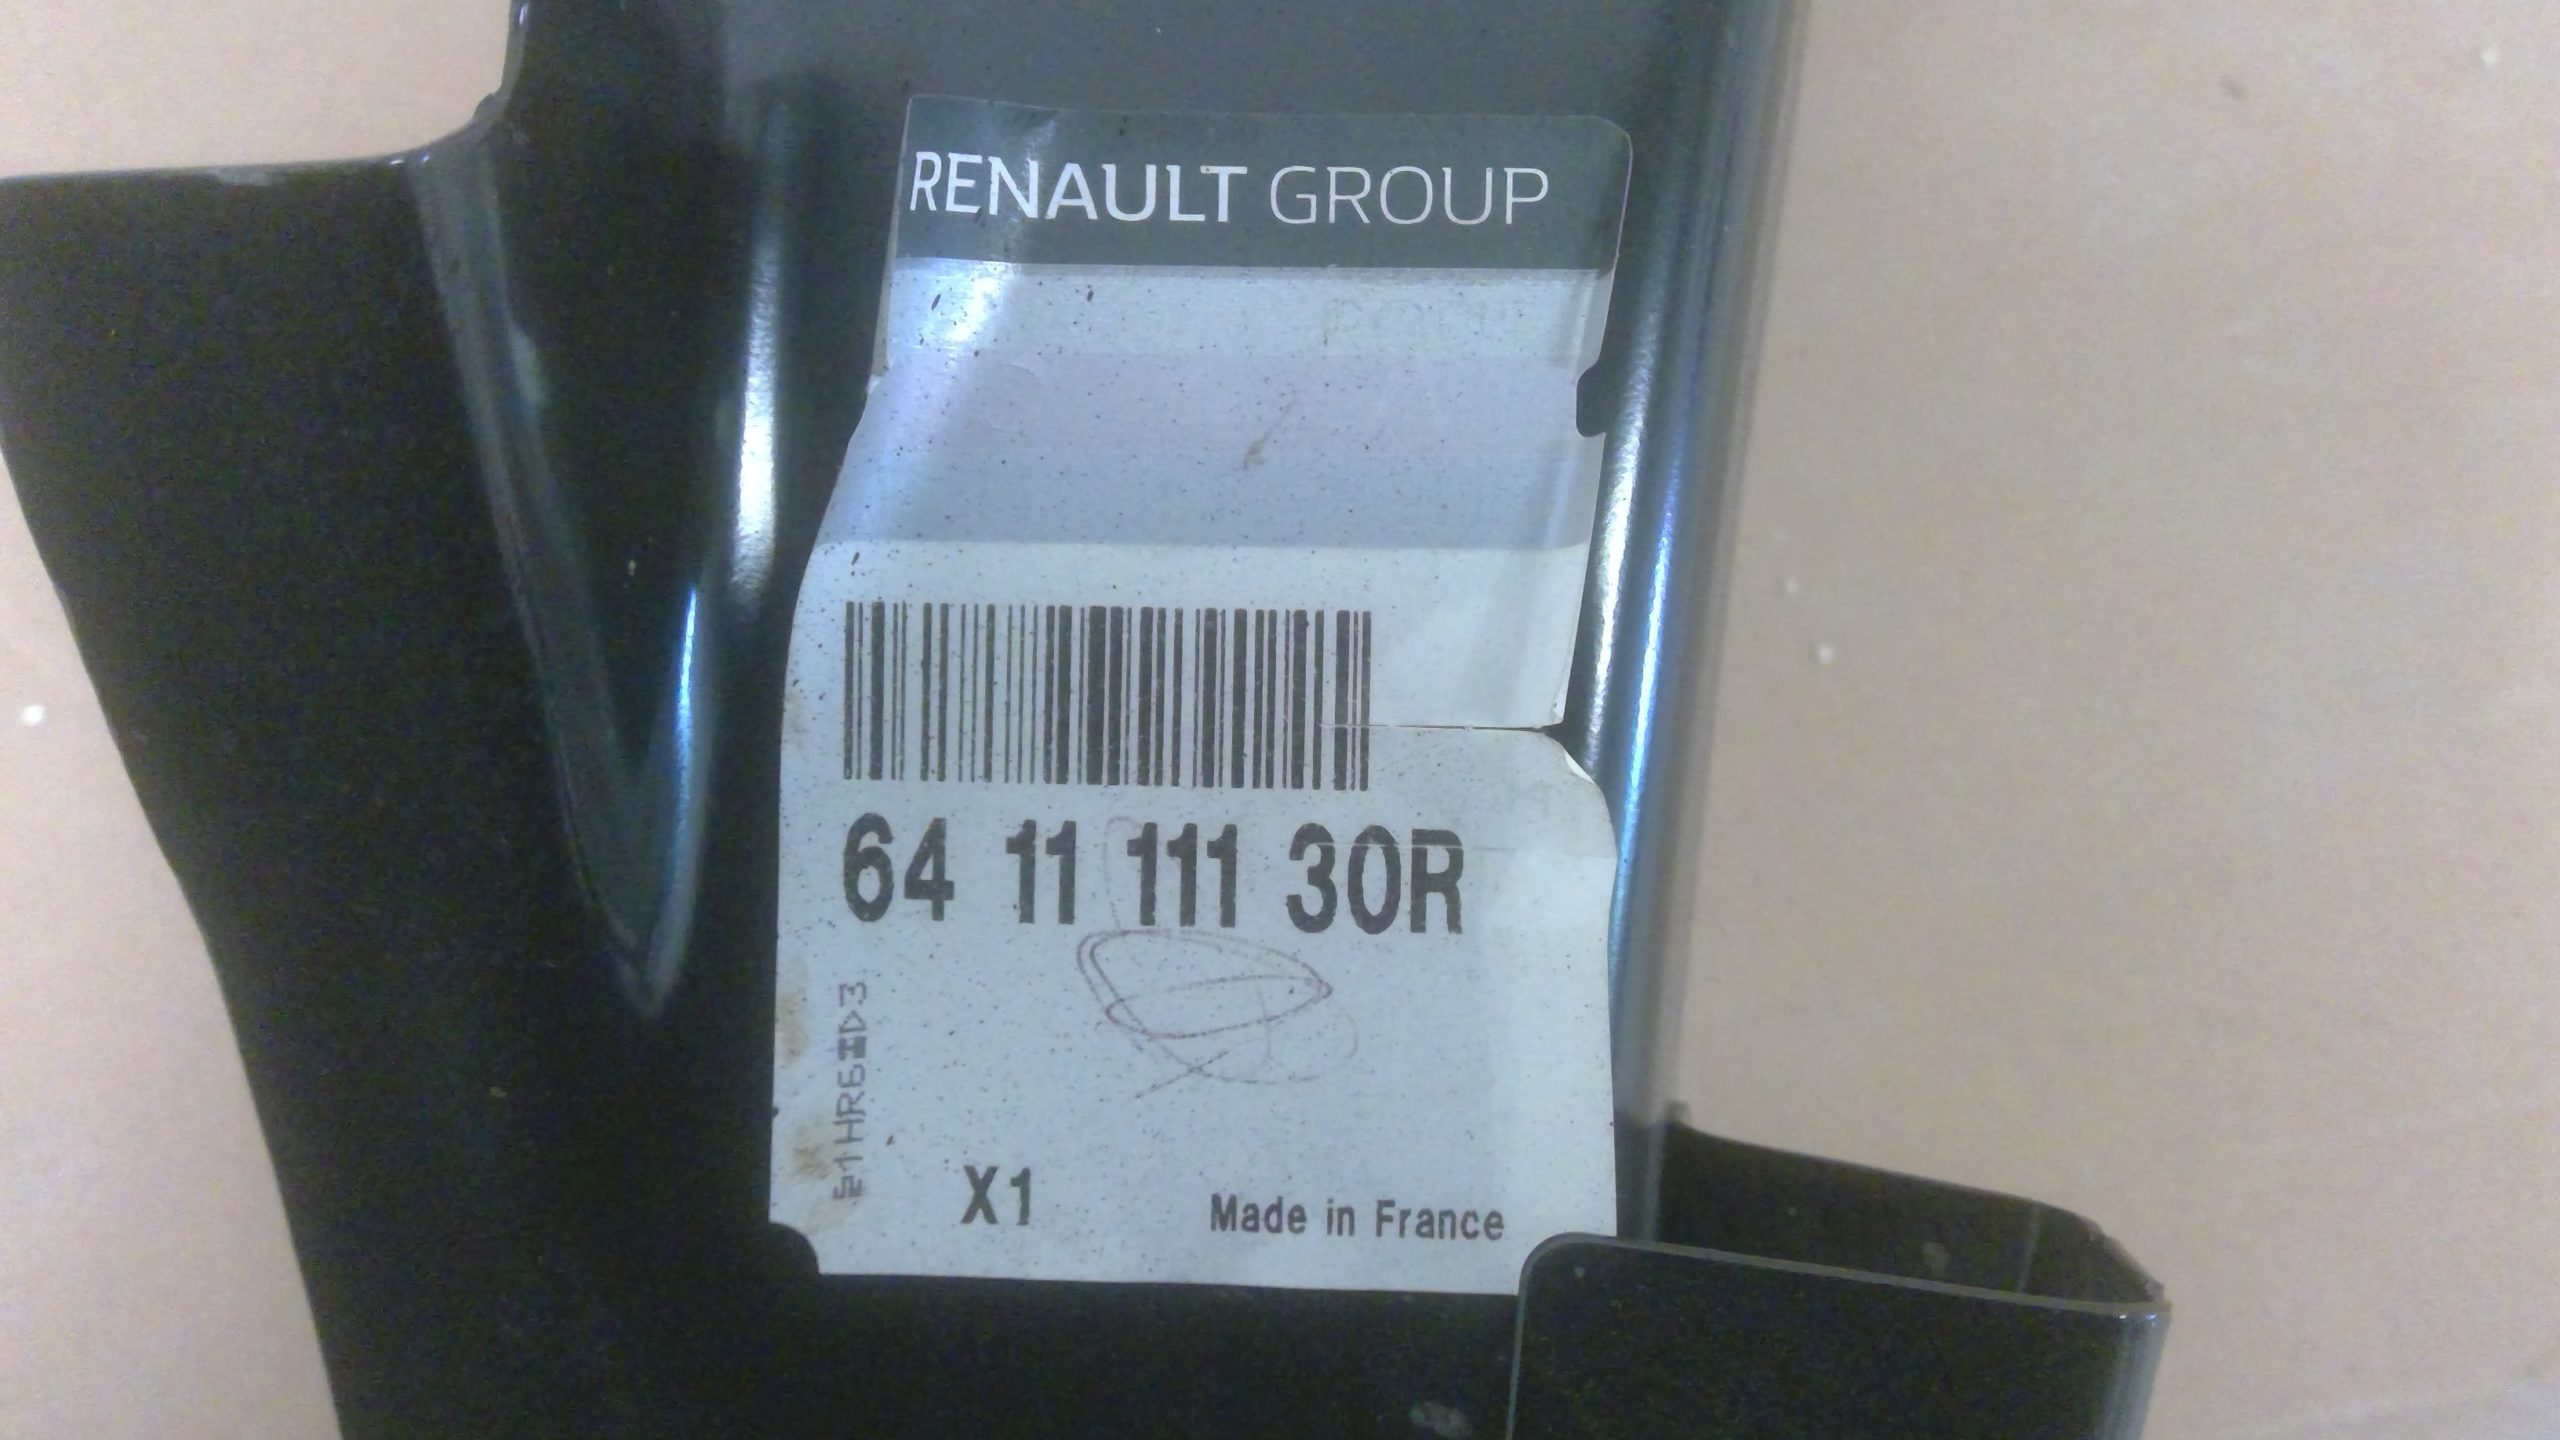 RENAULT GROUP
64 11 111 30R
X1
Made in France